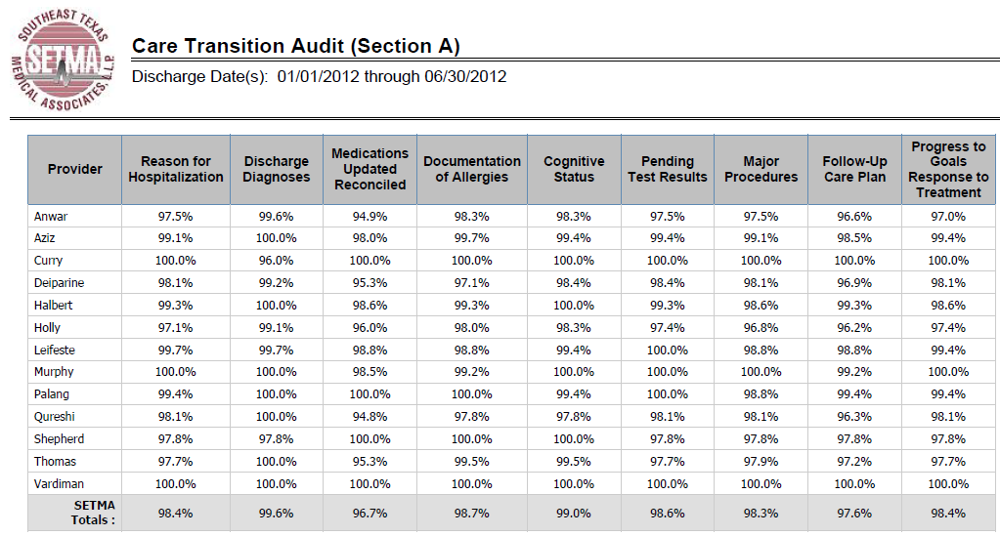 SOUTHEAST TEXAS
SETMA
MEDICAL ASSOCIATES, L.L.P.
Care Transition Audit (Section A)
Discharge Date(s): 01/01/2012 through 06/30/2012
Provider Reason for Hospitalization Discharge Diagnoses Medications Updated Reconciled Documentation of Allergies Cognitive Status Pending Test Results Major Procedures Follow-Up Care Plan Progress to Goals Response to Treatment
Anwar 97.5% 99.6% 94.9% 98.3% 98.3% 97.5% 97.5% 96.6% 97.0%
Aziz 99.1% 100.0% 98.0% 99.7% 99.4% 99.4% 99.1% 98.5% 99.4%
Curry 100.0% 96.0% 100.0% 100.0% 100.0% 100.0% 100.0% 100.0% 100.0%
Deiparine 98.1% 99.2% 95.3% 97.1% 98.4% 98.4% 98.1% 96.9% 98.1%
Halbert 99.3% 100.0% 98.6% 99.3% 100.0% 99.3% 98.6% 99.3% 98.6%
Holly 97.1% 99.1% 96.0% 98.0% 98.3% 97.4% 96.8% 96.2% 97.4%
Leifeste 99.7% 99.7% 98.8% 98.8% 99.4% 100.0% 98.8% 98.8% 99.4%
Murphy 100.0% 100.0% 98.5% 99.2% 100.0% 100.0% 100.0% 99.2% 100.0%
Palang 99.4% 100.0% 100.0% 100.0% 99.4% 100.0% 98.8% 99.4% 99.4%
Qureshi 98.1% 100.0% 94.8% 97.8% 97.8% 98.1% 98.1% 96.3% 98.1%
Shepherd 97.8% 97.8% 100.0% 100.0% 100.0% 97.8% 97.8% 97.8% 97.8%
Thomas 97.7% 100.0% 95.3% 99.5% 99.5% 97.7% 97.9% 97.2% 97.7%
Vardiman 100.0% 100.0% 100.0% 100.0% 100.0% 100.0% 100.0% 100.0% 100.0%
SETMA Totals : 98.4% 99.6% 96.7% 98.7% 99.0% 98.6% 98.3% 97.6% 98.4%